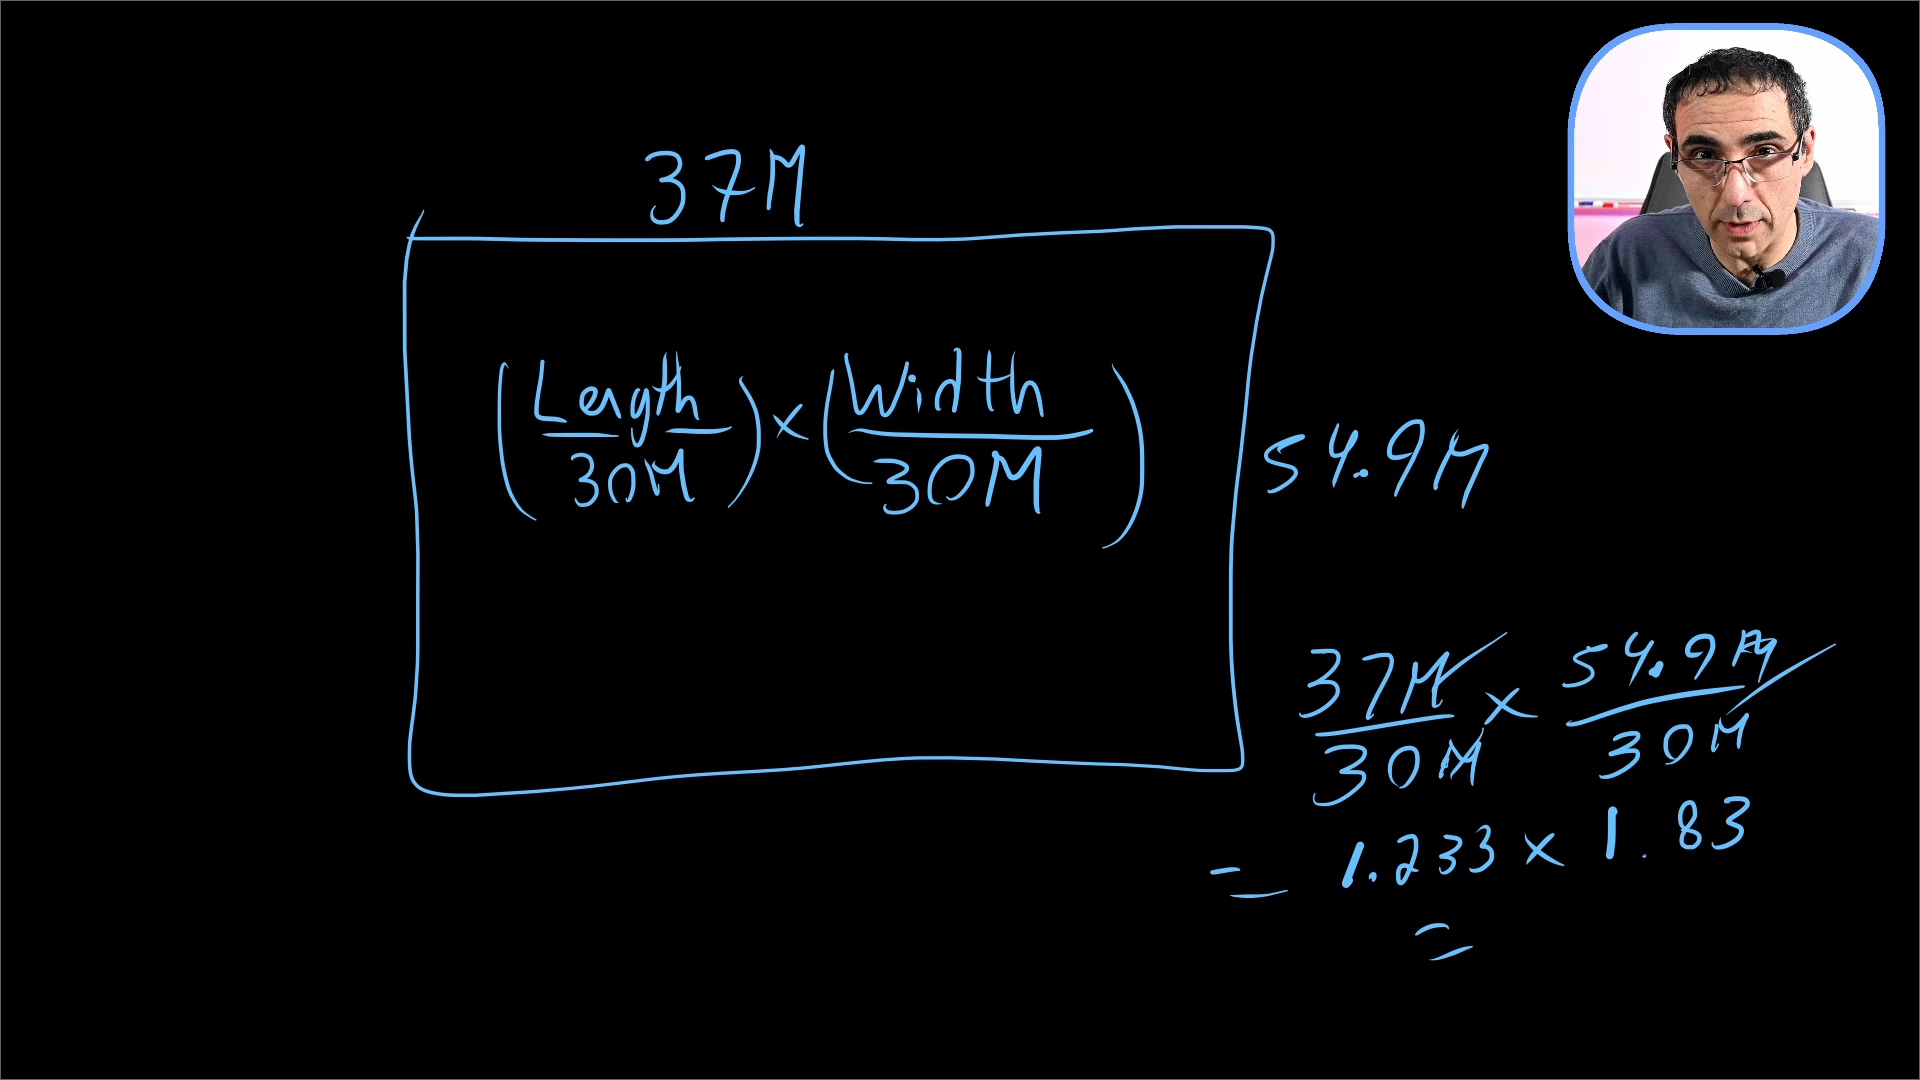 37M
(Length/30M) x (Width/30M)
54.9M
37M/30M x 54.9M/30M
= 1.233 x 1.83
=